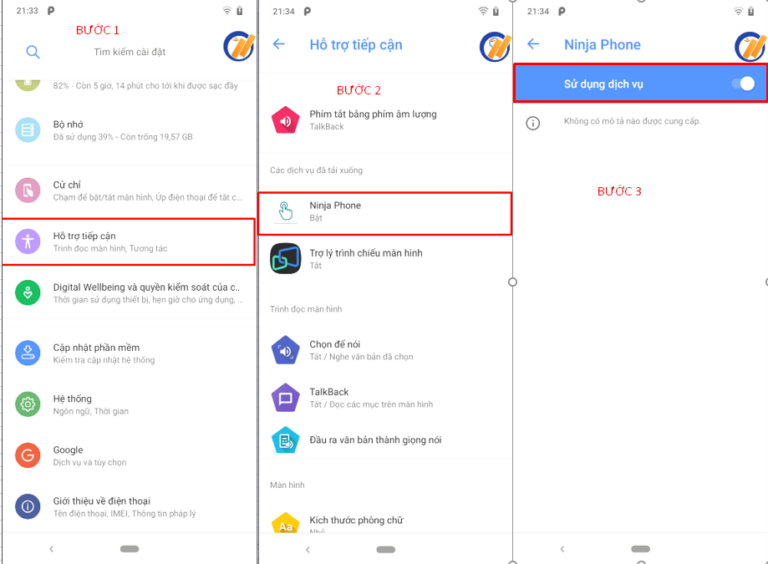 21:33
BƯỚC 1
Tìm kiếm cài đặt
82% - Còn 5 giờ, 14 phút cho tới khi được sạc đầy
Bộ nhớ
Đã sử dụng 39% - Còn trống 19,57 GB
Cử chỉ
Chạm để bật/tắt màn hình, Úp điện thoại để tắt c...
Hỗ trợ tiếp cận
Trình đọc màn hình, Tương tác
Digital Wellbeing và quyền kiểm soát của c..
Thời gian sử dụng thiết bị, hẹn giờ cho ứng dụng, ...
Cập nhật phần mềm
Kiểm tra cập nhật hệ thống
Hệ thống
Ngôn ngữ, Thời gian
Google
Dịch vụ và tùy chọn
Giới thiệu về điện thoại
Tên điện thoại, IMEI, Thông tin pháp lý
21:34
Hỗ trợ tiếp cận
BƯỚC 2
Phím tắt bằng phím âm lượng
TalkBack
Các dịch vụ đã tải xuống
Ninja Phone
Bật
Trợ lý trình chiếu màn hình
Tắt
Trình đọc màn hình
Chọn để nói
Tắt / Nghe văn bản đã chọn
TalkBack
Tắt / Đọc các mục trên màn hình
Đầu ra văn bản thành giọng nói
Màn hình
Aa
Kích thước phông chữ
Nhỏ
21:34
Ninja Phone
Sử dụng dịch vụ
Không có mô tả nào được cung cấp.
BƯỚC 3